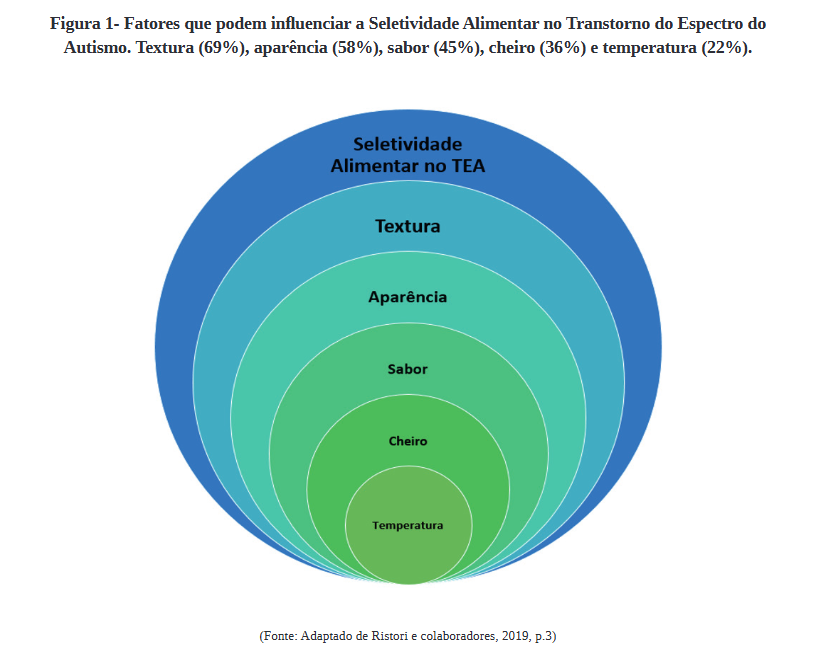 Figura 1- Fatores que podem influenciar a Seletividade Alimentar no Transtorno do Espectro do
Autismo. Textura (69%), aparência (58%), sabor (45%), cheiro (36%) e temperatura (22%).
Seletividade
Alimentar no TEA
Textura
Aparência
Sabor
Cheiro
Temperatura
(Fonte: Adaptado de Ristori e colaboradores, 2019, p.3)